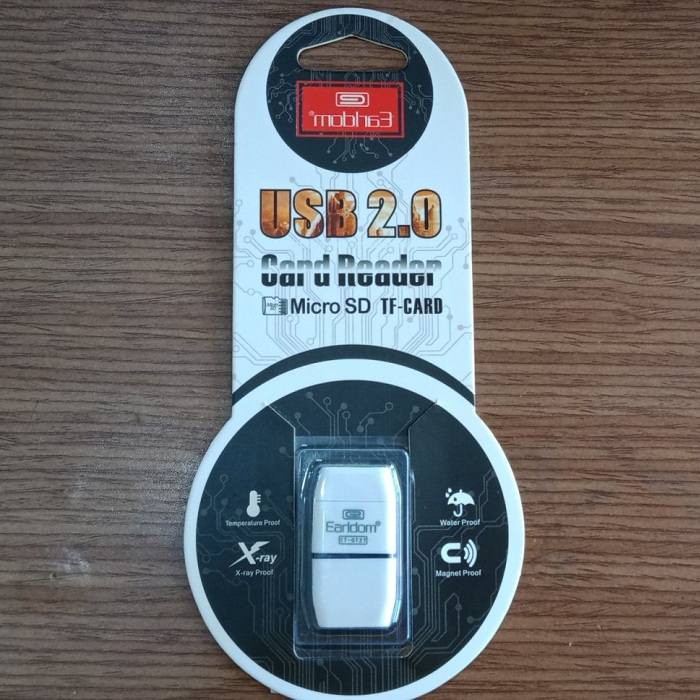 Earldom®
USB 2.0
Card Reader
Micro SD TF-CARD
Earldom®
Temperature Proof
Water Proof
X-ray
X-ray Proof
Magnet Proof